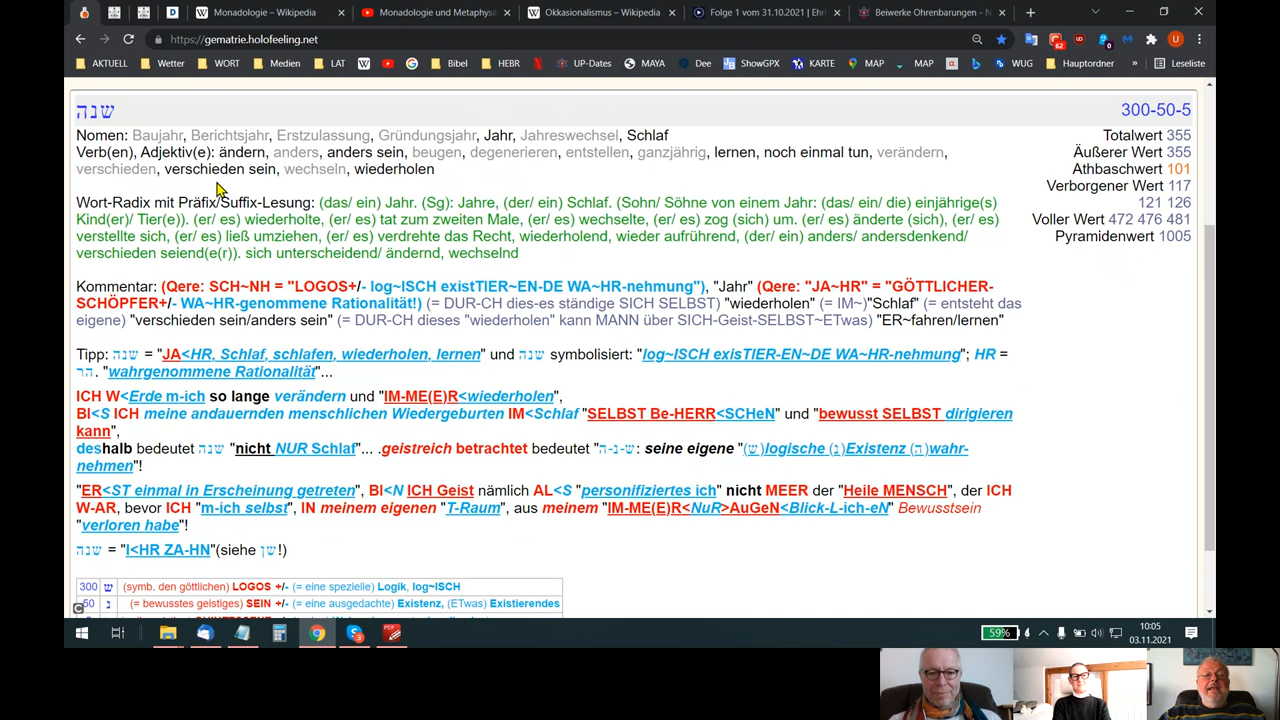 Monadologie – Wikipedia
Monadologie und Metaphysi
Okkasionalismus – Wikipedia
Folge 1 vom 31.10.2021 | Ehrl
Beiwerke Ohrenbarungen - N
https://gematrie.holofeeling.net
AKTUELL Wetter WORT Medien LAT Bibel HEBR UP-Dates MAYA Dee ShowGPX KARTE MAP MAP WUG Hauptordner » Leseliste
שנה 300-50-5
Nomen: Baujahr, Berichtsjahr, Erstzulassung, Gründungsjahr, Jahr, Jahreswechsel, Schlaf
Totalwert 355
Verb(en), Adjektiv(e): ändern, anders, anders sein, beugen, degenerieren, entstellen, ganzjährig, lernen, noch einmal tun, verändern,
Äußerer Wert 355
verschieden, verschieden sein, wechseln, wiederholen
Athbaschwert 101
Verborgener Wert 117
121 126
Voller Wert 472 476 481
Pyramidenwert 1005
Wort-Radix mit Präfix/Suffix-Lesung: (das/ ein) Jahr. (Sg): Jahre, (der/ ein) Schlaf. (Sohn/ Söhne von einem Jahr: (das/ ein/ die) einjährige(s)
Kind(er)/ Tier(e)). (er/ es) wiederholte, (er/ es) tat zum zweiten Male, (er/ es) wechselte, (er/ es) zog (sich) um. (er/ es) änderte (sich), (er/ es)
verstellte sich, (er/ es) ließ umziehen, (er/ es) verdrehte das Recht, wiederholend, wieder aufrührend, (der/ ein) anders/ andersdenkend/
verschieden seiend(e(r)). sich unterscheidend/ ändernd, wechselnd
Kommentar: (Qere: SCH~NH = "LOGOS+/- log~ISCH existTIER~EN-DE WA~HR-nehmung"), "Jahr" (Qere: "JA~HR" = "GÖTTLICHER-
SCHÖPFER+/- WA~HR-genommene Rationalität!) (= DUR-CH dies-es ständige SICH SELBST) "wiederholen" (= IM~)"Schlaf" (= entsteht das
eigene) "verschieden sein/anders sein" (= DUR-CH dieses "wiederholen" kann MANN über SICH-Geist-SELBST~ETwas) "ER~fahren/lernen"
Tipp: שנה = "JA<HR, Schlaf, schlafen, wiederholen, lernen" und שנה symbolisiert: "log~ISCH exisTIER-EN~DE WA~HR-nehmung"; HR =
הר. "wahrgenommene Rationalität"...
ICH W<Erde m-ich so lange verändern und "IM-ME(E)R<wiederholen",
BI<S ICH meine andauernden menschlichen Wiedergeburten IM<Schlaf "SELBST Be-HERR<SCHeN" und "bewusst SELBST dirigieren
kann",
deshalb bedeutet שנה "nicht NUR Schlaf"... .geistreich betrachtet bedeutet "ש-נ-ה: seine eigene "(ש)logische (נ)Existenz (ה)wahr-
nehmen"!
"ER<ST einmal in Erscheinung getreten", BI<N ICH Geist nämlich AL<S "personifiziertes ich" nicht MEER der "Heile MENSCH", der ICH
W-AR, bevor ICH "m-ich selbst", IN meinem eigenen "T-Raum", aus meinem "IM-ME(E)R<NuR>AuGeN<Blick-L-ich-eN" Bewusstsein
"verloren habe"!
שנה = "I<HR ZA-HN"(siehe שן!)
300 ש (symb. den göttlichen) LOGOS +/- (= eine spezielle) Logik, log~ISCH
50 נ (= bewusstes geistiges) SEIN +/- (= eine ausgedachte) Existenz, (ETwas) Existierendes
59%
10:05
03.11.2021